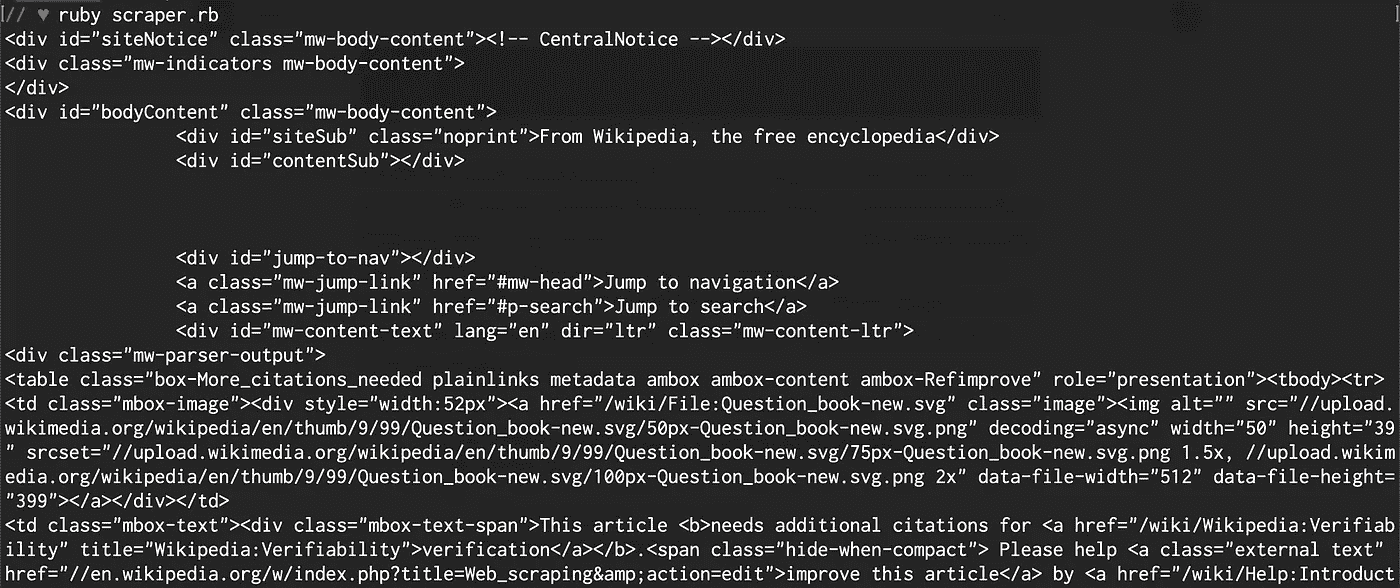 [// ♥ ruby scraper.rb ]
<div id="siteNotice" class="mw-body-content"><!-- CentralNotice --></div>
<div class="mw-indicators mw-body-content">
</div>
<div id="bodyContent" class="mw-body-content">
<div id="siteSub" class="noprint">From Wikipedia, the free encyclopedia</div>
<div id="contentSub"></div>
<div id="jump-to-nav"></div>
<a class="mw-jump-link" href="#mw-head">Jump to navigation</a>
<a class="mw-jump-link" href="#p-search">Jump to search</a>
<div id="mw-content-text" lang="en" dir="ltr" class="mw-content-ltr">
<div class="mw-parser-output">
<table class="box-More_citations_needed plainlinks metadata ambox ambox-content ambox-Refimprove" role="presentation"><tbody><tr>
<td class="mbox-image"><div style="width:52px"><a href="/wiki/File:Question_book-new.svg" class="image"><img alt="" src="//upload.
wikimedia.org/wikipedia/en/thumb/9/99/Question_book-new.svg/50px-Question_book-new.svg.png" decoding="async" width="50" height="39
" srcset="//upload.wikimedia.org/wikipedia/en/thumb/9/99/Question_book-new.svg/75px-Question_book-new.svg.png 1.5x, //upload.wikim
edia.org/wikipedia/en/thumb/9/99/Question_book-new.svg/100px-Question_book-new.svg.png 2x" data-file-width="512" data-file-height=
"399"></a></div></td>
<td class="mbox-text"><div class="mbox-text-span">This article <b>needs additional citations for <a href="/wiki/Wikipedia:Verifiab
ility" title="Wikipedia:Verifiability">verification</a></b>.<span class="hide-when-compact"> Please help <a class="external text"
href="//en.wikipedia.org/w/index.php?title=Web_scraping&amp;action=edit">improve this article</a> by <a href="/wiki/Help:Introduct